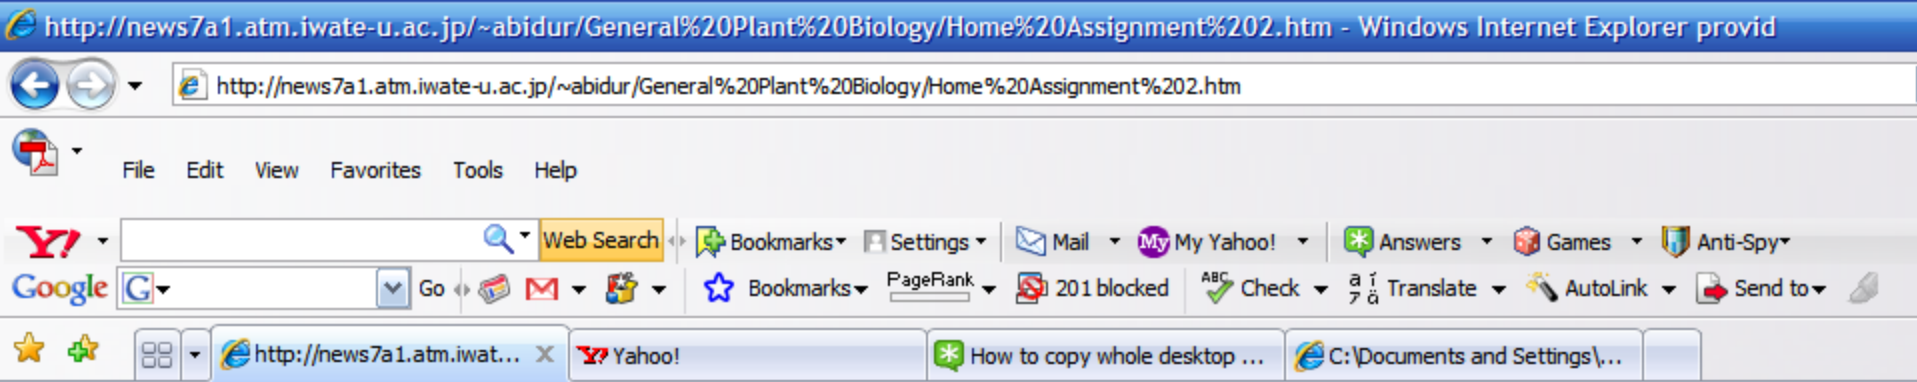 http://news7a1.atm.iwate-u.ac.jp/~abidur/General%20Plant%20Biology/Home%20Assignment%202.htm - Windows Internet Explorer provid
http://news7a1.atm.iwate-u.ac.jp/~abidur/General%20Plant%20Biology/Home%20Assignment%202.htm
File Edit View Favorites Tools Help
Y! Web Search Bookmarks Settings Mail My My Yahoo! Answers Games Anti-Spy
Google G Go Bookmarks PageRank 201 blocked ABC Check Translate AutoLink Send to
http://news7a1.atm.iwat... X Y! Yahoo! How to copy whole desktop ... C:\Documents and Settings\...